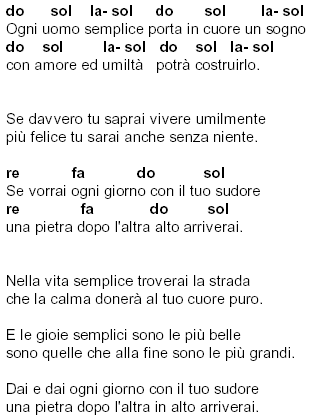 do sol la- sol do sol la- sol
Ogni uomo semplice porta in cuore un sogno
do sol la- sol do sol la- sol
con amore ed umiltà potrà costruirlo.
Se davvero tu saprai vivere umilmente
più felice tu sarai anche senza niente.
re fa do sol
Se vorrai ogni giorno con il tuo sudore
re fa do sol
una pietra dopo l'altra alto arriverai.
Nella vita semplice troverai la strada
che la calma donerà al tuo cuore puro.
E le gioie semplici sono le più belle
sono quelle che alla fine sono le più grandi.
Dai e dai ogni giorno con il tuo sudore
una pietra dopo l'altra in alto arriverai.